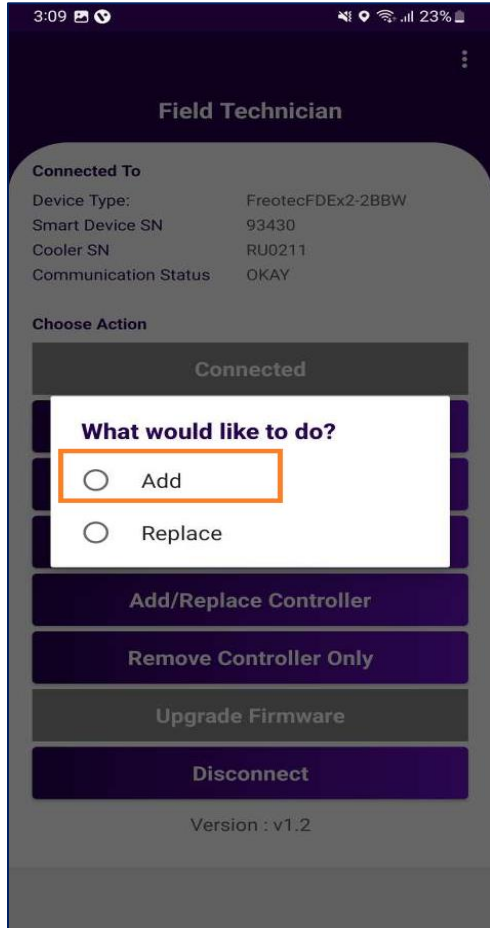 3:09 23%
Field Technician
Connected To
Device Type: FreotecFDEx2-2BBW
Smart Device SN 93430
Cooler SN RU0211
Communication Status OKAY
Choose Action
Connected
What would like to do?
Add
Replace
Add/Replace Controller
Remove Controller Only
Upgrade Firmware
Disconnect
Version : v1.2